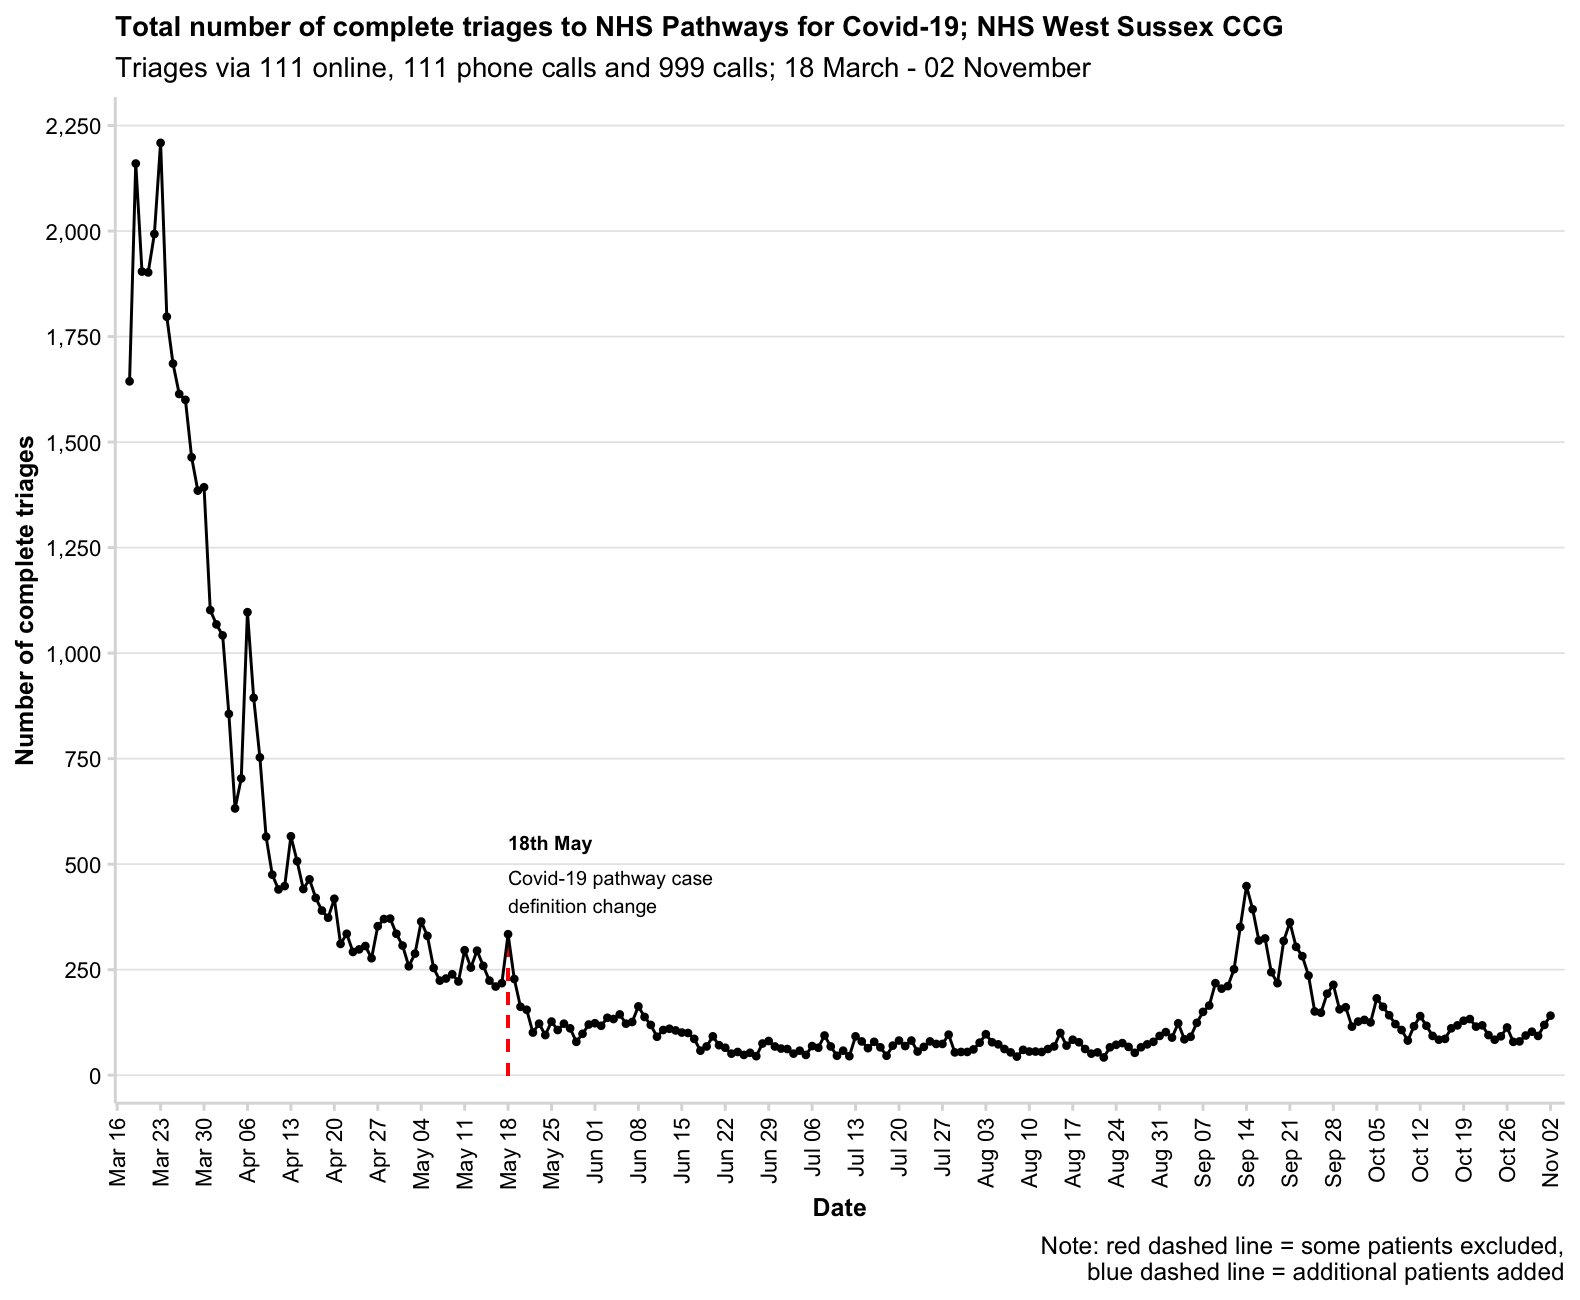 Total number of complete triages to NHS Pathways for Covid-19; NHS West Sussex CCG
Triages via 111 online, 111 phone calls and 999 calls; 18 March - 02 November
Number of complete triages
2,250
2,000
1,750
1,500
1,250
1,000
750
500
250
0
18th May
Covid-19 pathway case
definition change
Mar 16
Mar 23
Mar 30
Apr 06
Apr 13
Apr 20
Apr 27
May 04
May 11
May 18
May 25
Jun 01
Jun 08
Jun 15
Jun 22
Jun 29
Jul 06
Jul 13
Jul 20
Jul 27
Aug 03
Aug 10
Aug 17
Aug 24
Aug 31
Sep 07
Sep 14
Sep 21
Sep 28
Oct 05
Oct 12
Oct 19
Oct 26
Nov 02
Date
Note: red dashed line = some patients excluded,
blue dashed line = additional patients added